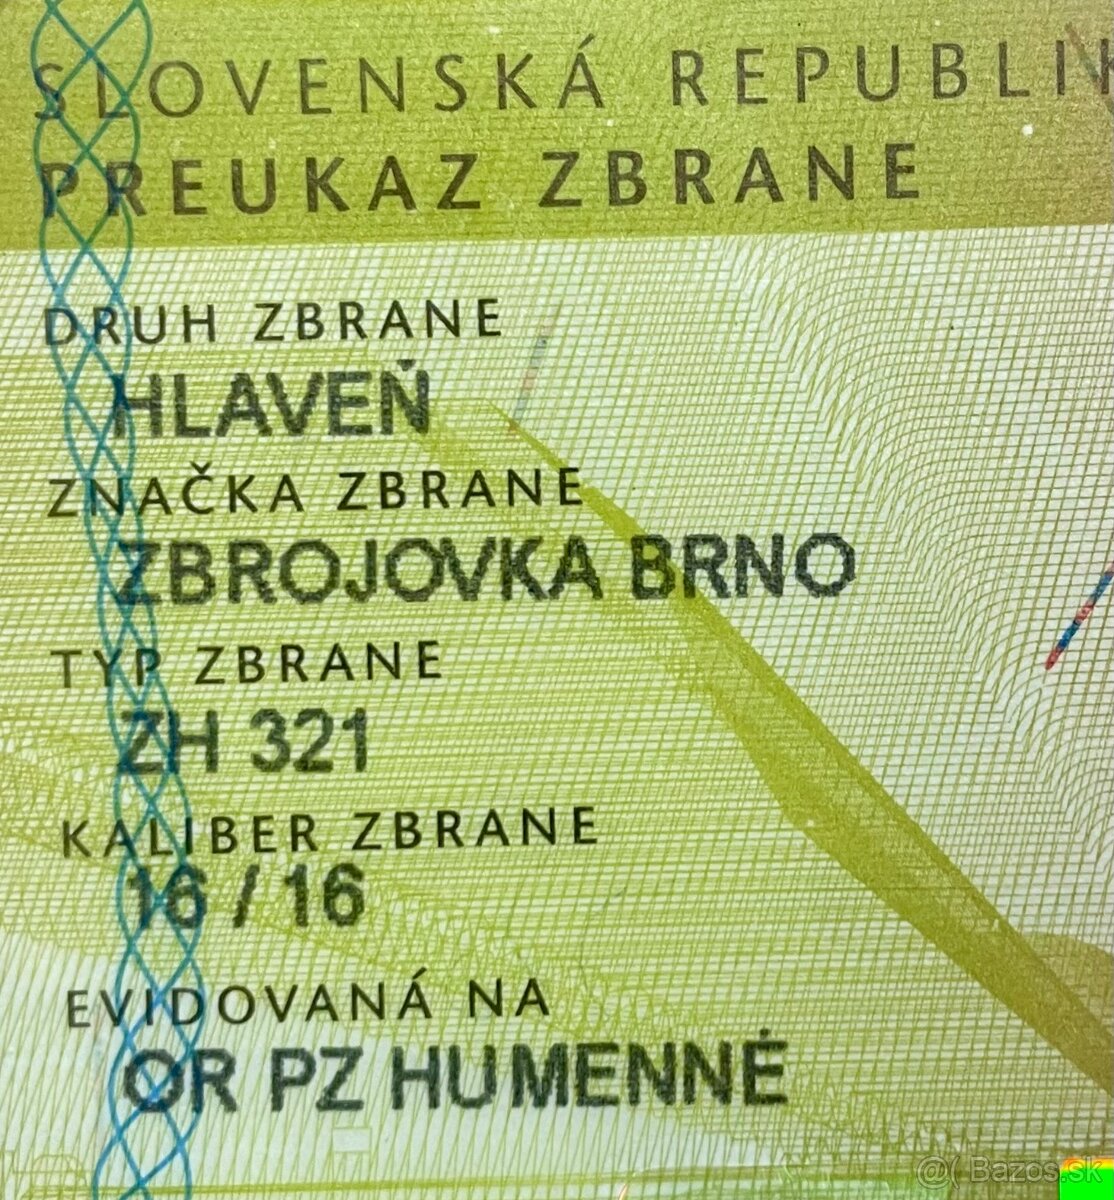 SLOVENSKÁ REPUBLIK
PREUKAZ ZBRANE
DRUH ZBRANE
HLAVEŇ
ZNAČKA ZBRANE
ZBROJOVKA BRNO
TYP ZBRANE
ZH 321
KALIBER ZBRANE
16 / 16
EVIDOVANÁ NA
OR PZ HUMENNÉ
@( Bazos.sk